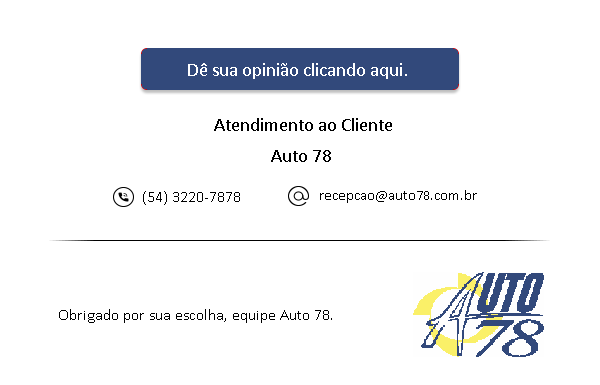 Dê sua opinião clicando aqui.
Atendimento ao Cliente
Auto 78
(54) 3220-7878
recepcao@auto78.com.br
Obrigado por sua escolha, equipe Auto 78.
AUTO
78